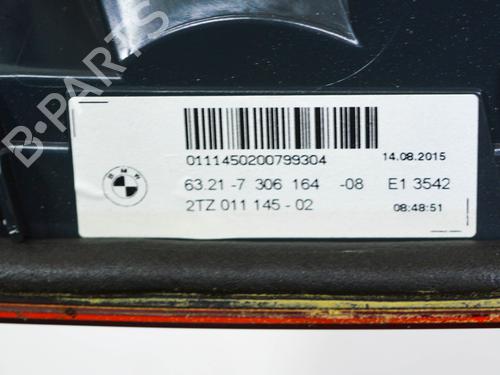 B-PARTS
0111450200799304
14.08.2015
BMW
63.21-7 306 164 -08 E1 3542
2TZ 011 145-02
08:48:51